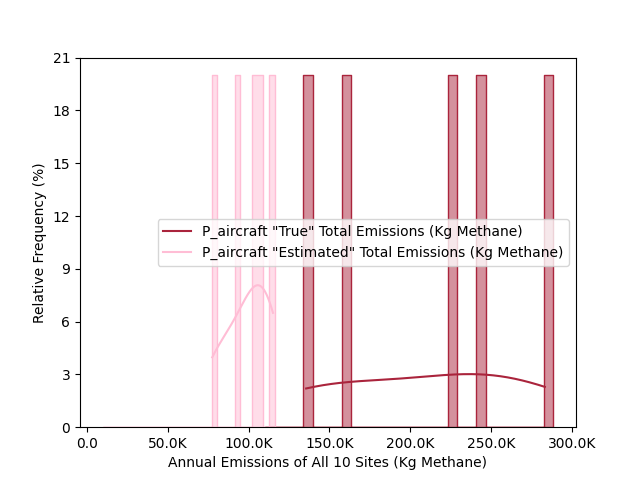 21
18
15
12
9
6
3
0
Relative Frequency (%)
P_aircraft "True" Total Emissions (Kg Methane)
P_aircraft "Estimated" Total Emissions (Kg Methane)
0.0 50.0K 100.0K 150.0K 200.0K 250.0K 300.0K
Annual Emissions of All 10 Sites (Kg Methane)